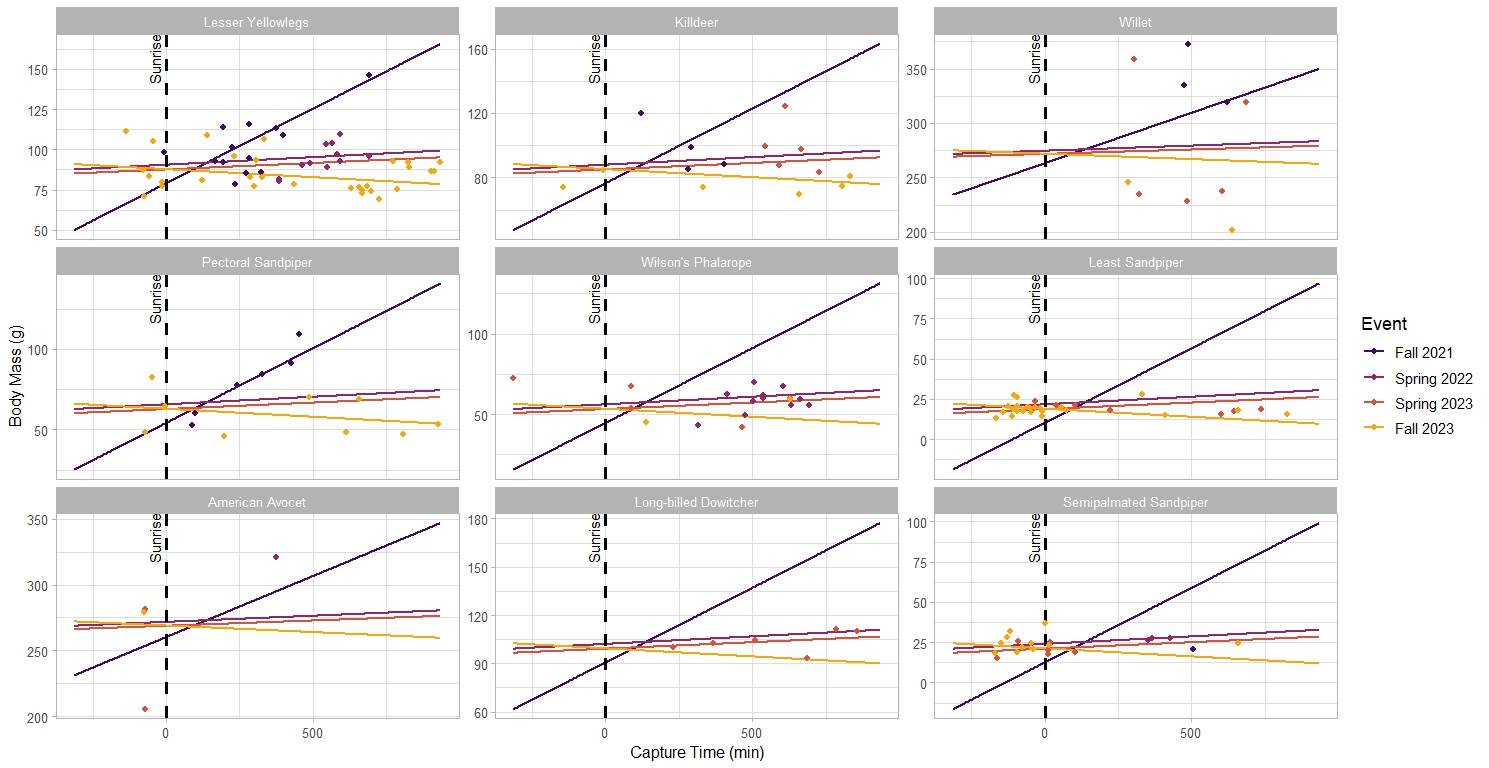 Lesser Yellowlegs
Killdeer
Willet
Sunrise
150
125
100
75
50
Sunrise
160
120
80
Sunrise
350
300
250
200
Pectoral Sandpiper
Wilson's Phalarope
Least Sandpiper
Sunrise
100
50
Sunrise
100
50
Sunrise
100
75
50
25
0
American Avocet
Long-billed Dowitcher
Semipalmated Sandpiper
Sunrise
350
300
250
200
Sunrise
180
150
120
90
60
Sunrise
100
75
50
25
0
0
500
0
500
0
500
Capture Time (min)
Body Mass (g)
Event
Fall 2021
Spring 2022
Spring 2023
Fall 2023